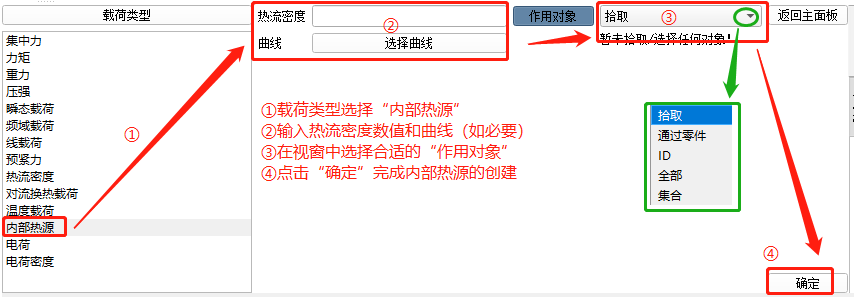 载荷类型
集中力
力矩
重力
压强
瞬态载荷
频域载荷
线载荷
预紧力
热流密度
对流换热载荷
温度载荷
内部热源
电荷
电荷密度
①
热流密度
②
曲线
选择曲线
作用对象
拾取
③
返回主面板
暂未拾取/选择任何对象!
①载荷类型选择“内部热源”
②输入热流密度数值和曲线（如必要）
③在视窗中选择合适的“作用对象”
④点击“确定”完成内部热源的创建
拾取
通过零件
ID
全部
集合
④
确定